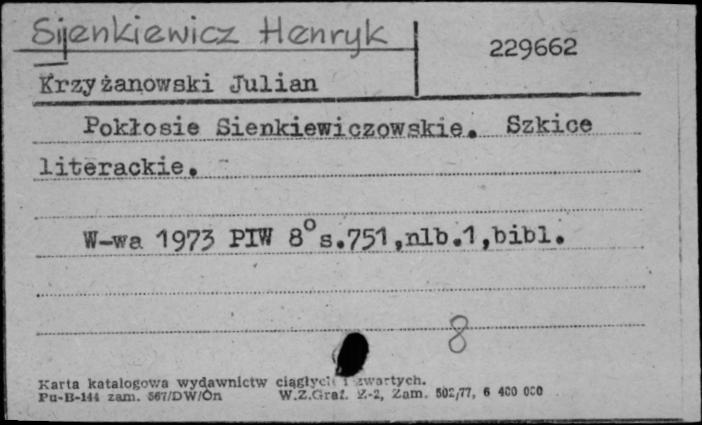 Sienkiewicz Henryk
229662
Krzyżanowski Julian
Pokłosie Sienkiewiczowskie. Szkice
literackie.
W-wa 1973 PIW 8° s.751,nlb.1,bibl.
8
Karta katalogowa wydawnictw ciągłych i zwartych.
Pu-B-144 zam. 567/DW/Ón W.Z.Graf. Z-2, Zam. 502/77, 6 400 000